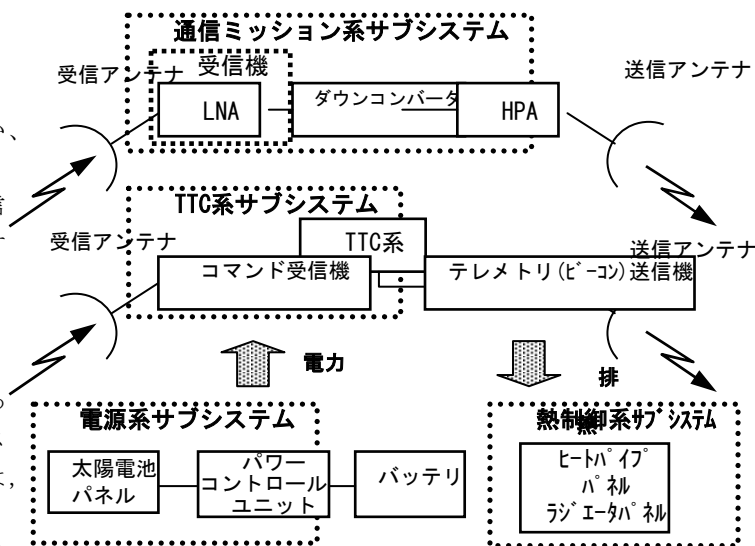 通信ミッション系サブシステム
受信アンテナ
受信機
送信アンテナ
LNA
ダウンコンバータ
HPA
、
信
TTC系サブシステム
受信アンテナ
TTC系
送信アンテナ
コマンド受信機
テレメトリ(ビーコン)送信機
電力
排
熱
っ
電源系サブシステム
熱制御系サブシステム
、
太陽電池
パネル
パワー
コントロール
ユニット
バッテリ
ヒートパイプ
パネル
ラジエータパネル